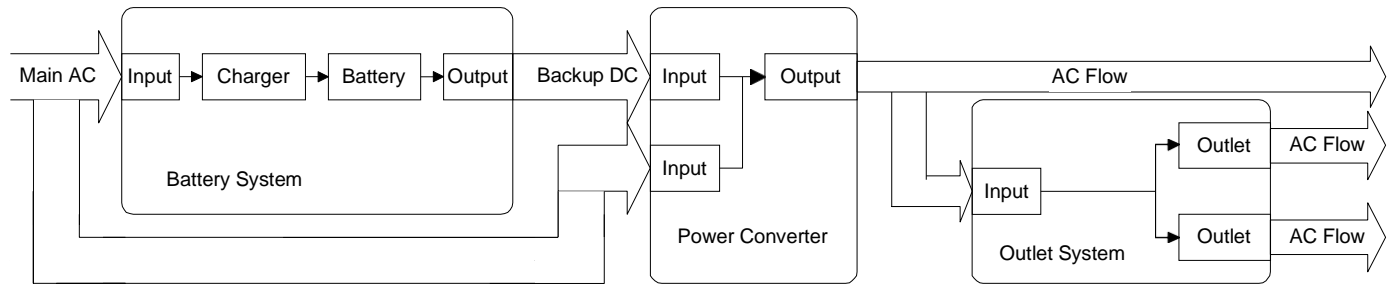 Main AC
Input
Charger
Battery
Output
Battery System
Backup DC
Input
Input
Output
Power Converter
AC Flow
Input
Outlet
Outlet
Outlet System
AC Flow
AC Flow